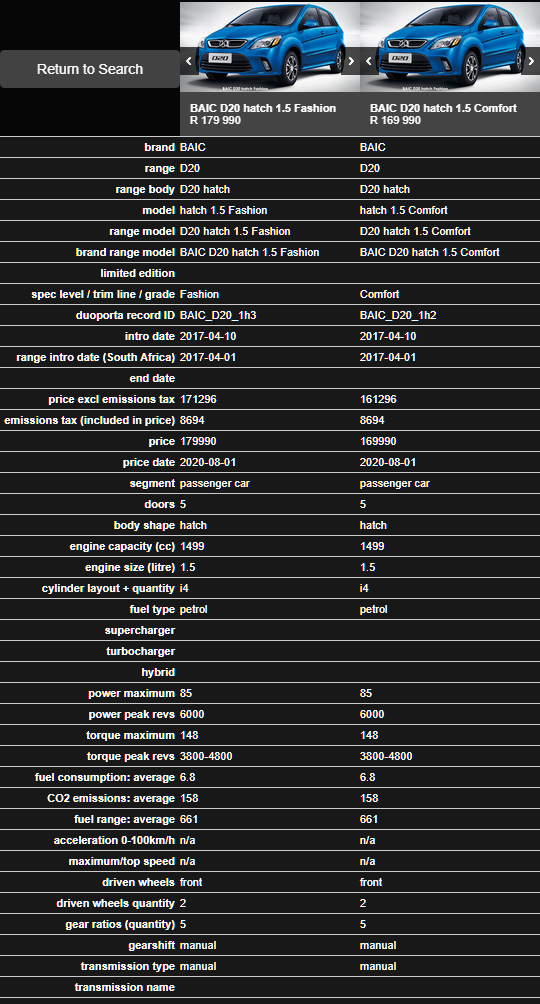 D20 D20
BAIC D20 hatch Fashion BAIC D20 hatch Comfort
Return to Search
BAIC D20 hatch 1.5 Fashion BAIC D20 hatch 1.5 Comfort
R 179 990 R 169 990
brand BAIC BAIC
range D20 D20
range body D20 hatch D20 hatch
model hatch 1.5 Fashion hatch 1.5 Comfort
range model D20 hatch 1.5 Fashion D20 hatch 1.5 Comfort
brand range model BAIC D20 hatch 1.5 Fashion BAIC D20 hatch 1.5 Comfort
limited edition
spec level / trim line / grade Fashion Comfort
duoporta record ID BAIC_D20_1h3 BAIC_D20_1h2
intro date 2017-04-10 2017-04-10
range intro date (South Africa) 2017-04-01 2017-04-01
end date
price excl emissions tax 171296 161296
emissions tax (included in price) 8694 8694
price 179990 169990
price date 2020-08-01 2020-08-01
segment passenger car passenger car
doors 5 5
body shape hatch hatch
engine capacity (cc) 1499 1499
engine size (litre) 1.5 1.5
cylinder layout + quantity i4 i4
fuel type petrol petrol
supercharger
turbocharger
hybrid
power maximum 85 85
power peak revs 6000 6000
torque maximum 148 148
torque peak revs 3800-4800 3800-4800
fuel consumption: average 6.8 6.8
CO2 emissions: average 158 158
fuel range: average 661 661
acceleration 0-100km/h n/a n/a
maximum/top speed n/a n/a
driven wheels front front
driven wheels quantity 2 2
gear ratios (quantity) 5 5
gearshift manual manual
transmission type manual manual
transmission name